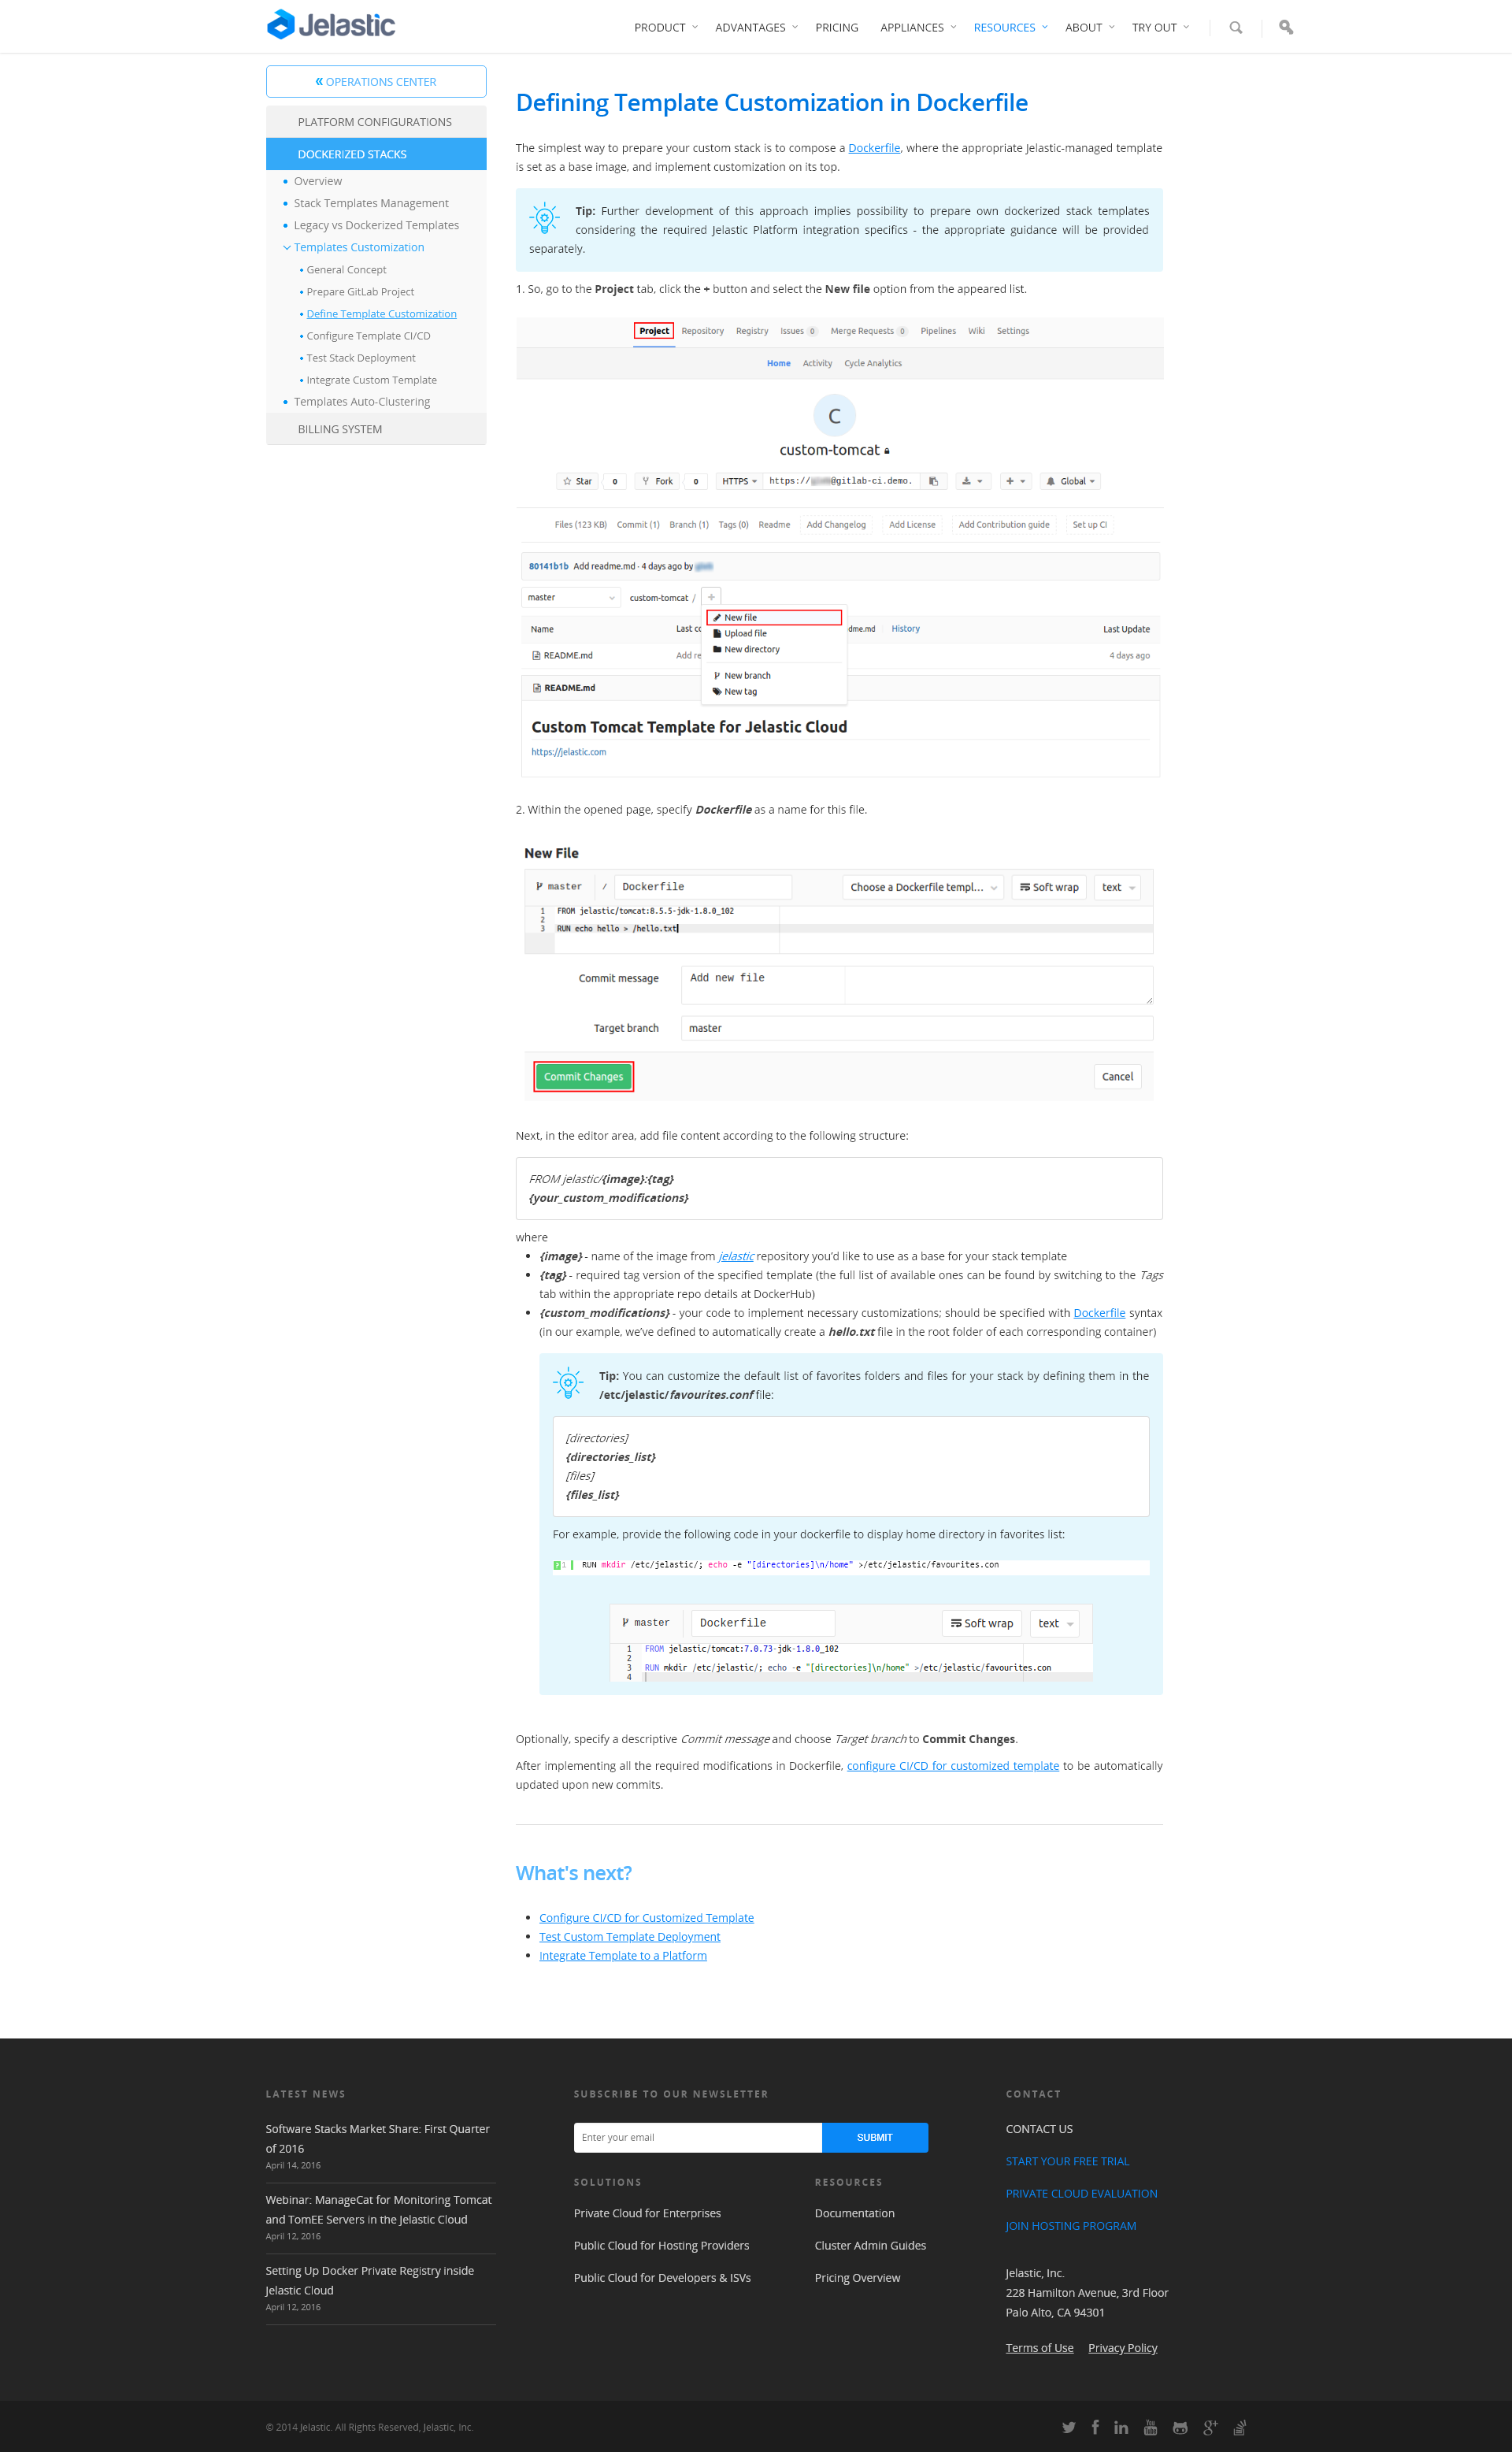 Jelastic
PRODUCT
ADVANTAGES
PRICING
APPLIANCES
RESOURCES
ABOUT
TRY OUT
« OPERATIONS CENTER
PLATFORM CONFIGURATIONS
DOCKERIZED STACKS
Overview
Stack Templates Management
Legacy vs Dockerized Templates
Templates Customization
General Concept
Prepare GitLab Project
Define Template Customization
Configure Template CI/CD
Test Stack Deployment
Integrate Custom Template
Templates Auto-Clustering
BILLING SYSTEM
Defining Template Customization in Dockerfile
The simplest way to prepare your custom stack is to compose a Dockerfile, where the appropriate Jelastic-managed template
is set as a base image, and implement customization on its top.
Tip: Further development of this approach implies possibility to prepare own dockerized stack templates
considering the required Jelastic Platform integration specifics - the appropriate guidance will be provided
separately.
1. So, go to the Project tab, click the + button and select the New file option from the appeared list.
Project Repository Registry Issues 0 Merge Requests 0 Pipelines Wiki Settings
Home Activity Cycle Analytics
C
custom-tomcat
Star 0 Fork 0 HTTPS https:// @gitlab-ci.demo. + Global
Files (123 KB) Commit (1) Branch (1) Tags (0) Readme Add Changelog Add License Add Contribution guide Set up CI
80141b1b Add readme.md · 4 days ago by
master custom-tomcat / +
New file
Name Last co dme.md History Last Update
Upload file
New directory
README.md Add re 4 days ago
New branch
New tag
README.md
Custom Tomcat Template for Jelastic Cloud
https://jelastic.com
2. Within the opened page, specify Dockerfile as a name for this file.
New File
master / Dockerfile Choose a Dockerfile templ... Soft wrap text
1 FROM jelastic/tomcat:8.5.5-jdk-1.8.0_102
2
3 RUN echo hello > /hello.txt
Commit message Add new file
Target branch master
Commit Changes Cancel
Next, in the editor area, add file content according to the following structure:
FROM jelastic/{image}:{tag}
{your_custom_modifications}
where
{image} - name of the image from jelastic repository you'd like to use as a base for your stack template
{tag} - required tag version of the specified template (the full list of available ones can be found by switching to the Tags
tab within the appropriate repo details at DockerHub)
{custom_modifications} - your code to implement necessary customizations; should be specified with Dockerfile syntax
(in our example, we've defined to automatically create a hello.txt file in the root folder of each corresponding container)
Tip: You can customize the default list of favorites folders and files for your stack by defining them in the
/etc/jelastic/favourites.conf file:
[directories]
{directories_list}
[files]
{files_list}
For example, provide the following code in your dockerfile to display home directory in favorites list:
?1 RUN mkdir /etc/jelastic/; echo -e "[directories]\n/home" >/etc/jelastic/favourites.con
master Dockerfile Soft wrap text
1 FROM jelastic/tomcat:7.0.73-jdk-1.8.0_102
2
3 RUN mkdir /etc/jelastic/; echo -e "[directories]\n/home" >/etc/jelastic/favourites.con
4
Optionally, specify a descriptive Commit message and choose Target branch to Commit Changes.
After implementing all the required modifications in Dockerfile, configure CI/CD for customized template to be automatically
updated upon new commits.
What's next?
Configure CI/CD for Customized Template
Test Custom Template Deployment
Integrate Template to a Platform
LATEST NEWS
Software Stacks Market Share: First Quarter
of 2016
April 14, 2016
Webinar: ManageCat for Monitoring Tomcat
and TomEE Servers in the Jelastic Cloud
April 12, 2016
Setting Up Docker Private Registry inside
Jelastic Cloud
April 12, 2016
SUBSCRIBE TO OUR NEWSLETTER
Enter your email SUBMIT
SOLUTIONS
Private Cloud for Enterprises
Public Cloud for Hosting Providers
Public Cloud for Developers & ISVs
RESOURCES
Documentation
Cluster Admin Guides
Pricing Overview
CONTACT
CONTACT US
START YOUR FREE TRIAL
PRIVATE CLOUD EVALUATION
JOIN HOSTING PROGRAM
Jelastic, Inc.
228 Hamilton Avenue, 3rd Floor
Palo Alto, CA 94301
Terms of Use Privacy Policy
© 2014 Jelastic. All Rights Reserved, Jelastic, Inc.